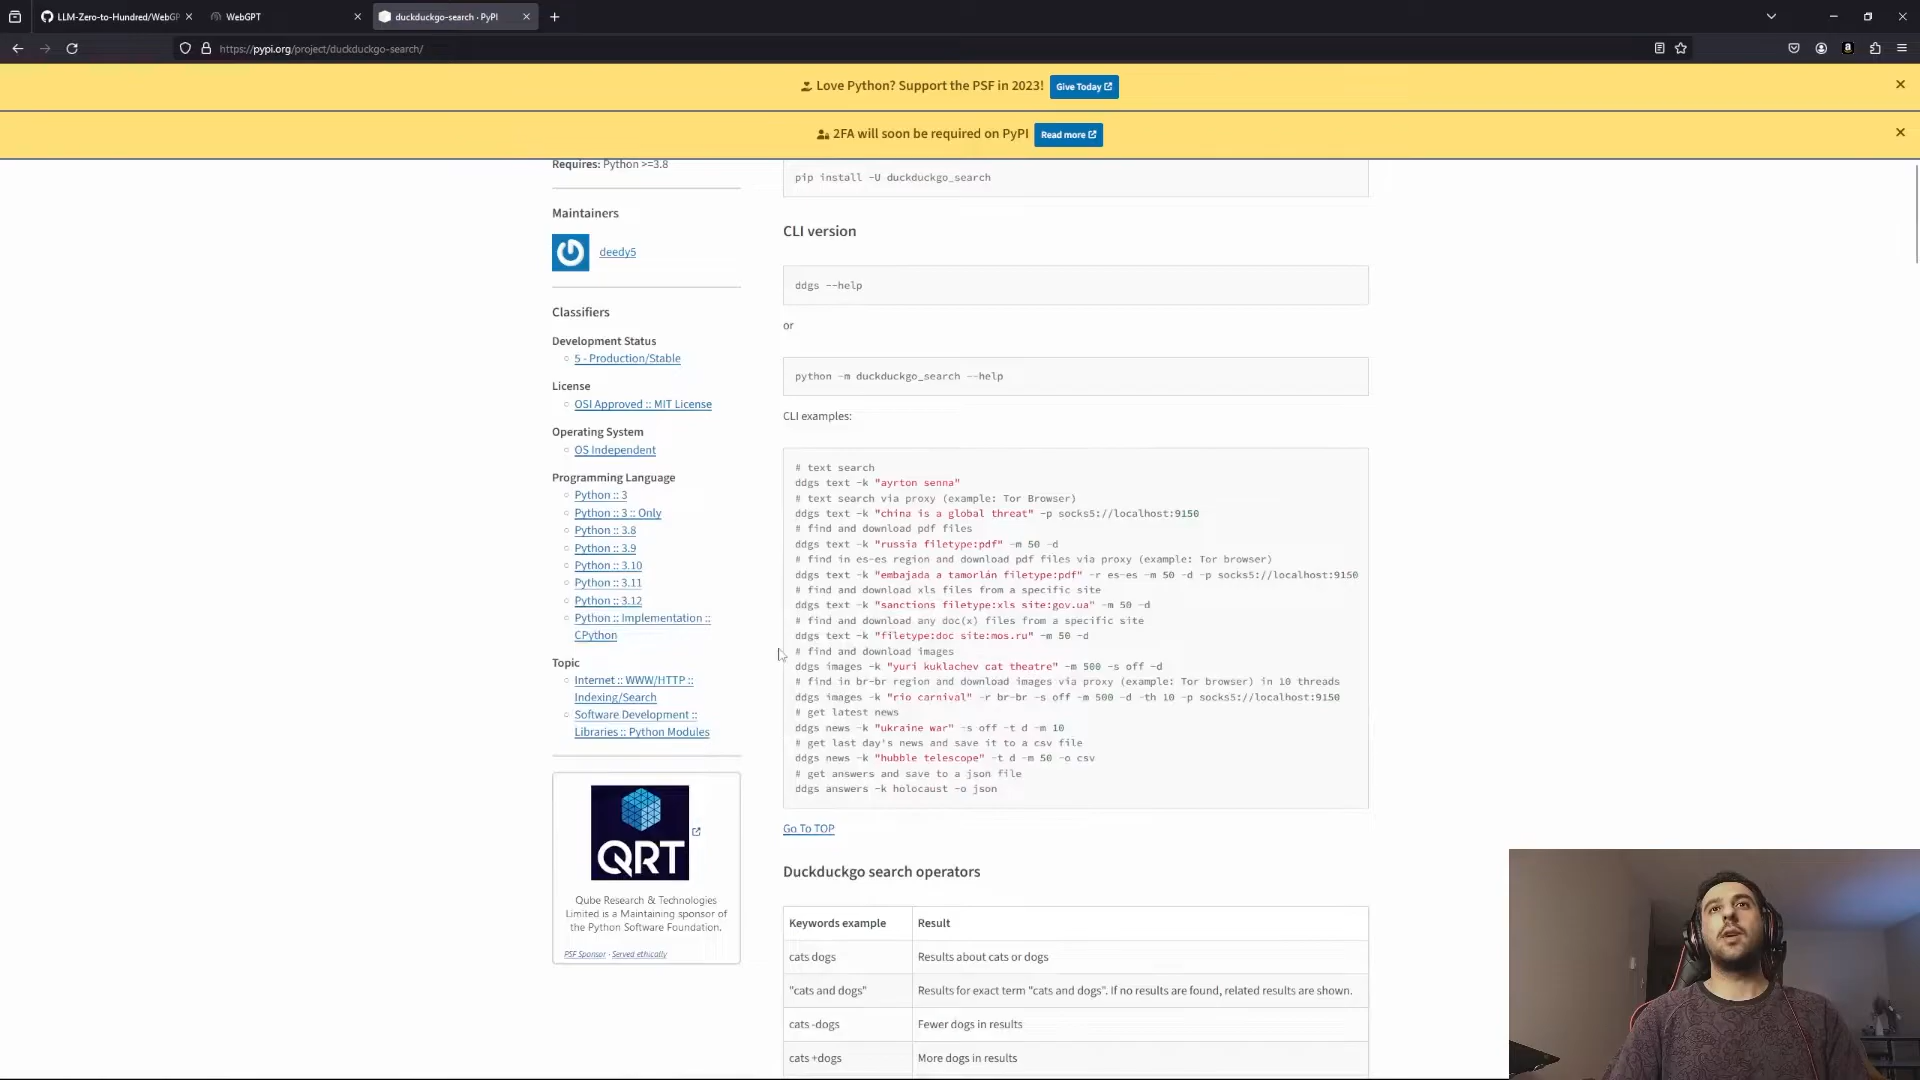 LLM-Zero-to-Hundred/WebGP
WebGPT
duckduckgo-search · PyPI
https://pypi.org/project/duckduckgo-search/
Love Python? Support the PSF in 2023!
Give Today
2FA will soon be required on PyPI
Read more
Requires: Python >=3.8
Maintainers
deedy5
Classifiers
Development Status
5 - Production/Stable
License
OSI Approved :: MIT License
Operating System
OS Independent
Programming Language
Python :: 3
Python :: 3 :: Only
Python :: 3.8
Python :: 3.9
Python :: 3.10
Python :: 3.11
Python :: 3.12
Python :: Implementation ::
CPython
Topic
Internet :: WWW/HTTP ::
Indexing/Search
Software Development ::
Libraries :: Python Modules
QRT
Qube Research & Technologies
Limited is a Maintaining sponsor of
the Python Software Foundation.
PSF Sponsor · Served ethically
pip install -U duckduckgo_search
CLI version
ddgs --help
or
python -m duckduckgo_search --help
CLI examples:
# text search
ddgs text -k "ayrton senna"
# text search via proxy (example: Tor Browser)
ddgs text -k "china is a global threat" -p socks5://localhost:9150
# find and download pdf files
ddgs text -k "russia filetype:pdf" -m 50 -d
# find in es-es region and download pdf files via proxy (example: Tor browser)
ddgs text -k "embajada a tamorlán filetype:pdf" -r es-es -m 50 -d -p socks5://localhost:9150
# find and download xls files from a specific site
ddgs text -k "sanctions filetype:xls site:gov.ua" -m 50 -d
# find and download any doc(x) files from a specific site
ddgs text -k "filetype:doc site:mos.ru" -m 50 -d
# find and download images
ddgs images -k "yuri kuklachev cat theatre" -m 500 -s off -d
# find in br-br region and download images via proxy (example: Tor browser) in 10 threads
ddgs images -k "rio carnival" -r br-br -s off -m 500 -d -th 10 -p socks5://localhost:9150
# get latest news
ddgs news -k "ukraine war" -s off -t d -m 10
# get last day's news and save it to a csv file
ddgs news -k "hubble telescope" -t d -m 50 -o csv
# get answers and save to a json file
ddgs answers -k holocaust -o json
Go To TOP
Duckduckgo search operators
Keywords example Result
cats dogs Results about cats or dogs
"cats and dogs" Results for exact term "cats and dogs". If no results are found, related results are shown.
cats -dogs Fewer dogs in results
cats +dogs More dogs in results